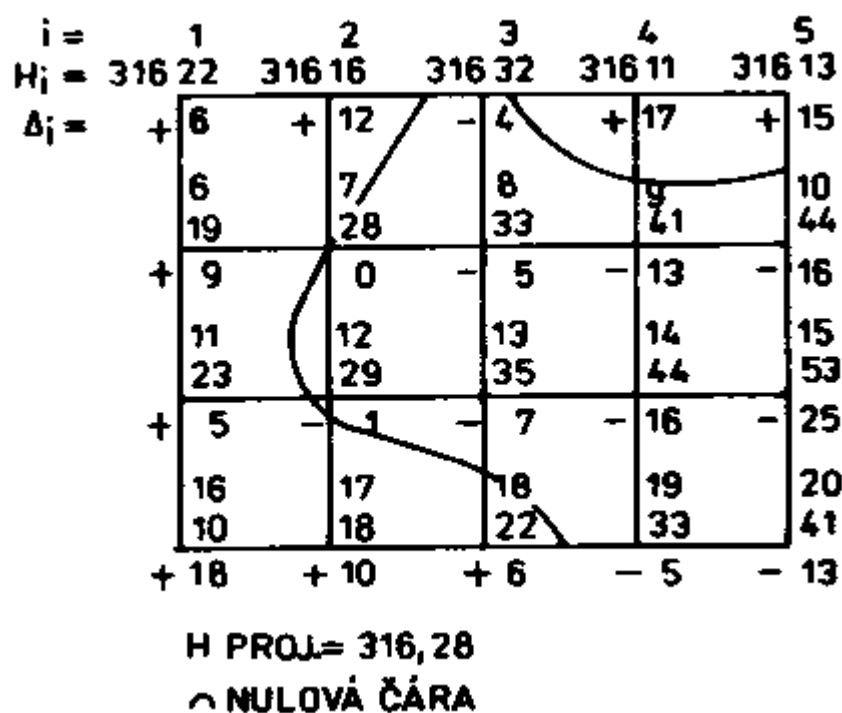 i = 1 2 3 4 5
Hi = 316 22 316 16 316 32 316 11 316 13
Δi = + 6 + 12 - 4 + 17 + 15
6 7 8 9 10
19 28 33 41 44
+ 9 0 - 5 - 13 - 16
11 12 13 14 15
23 29 35 44 53
+ 5 - 1 - 7 - 16 - 25
16 17 18 19 20
10 18 22 33 41
+ 18 + 10 + 6 - 5 - 13
H PROJ.= 316,28
NULOVÁ ČÁRA